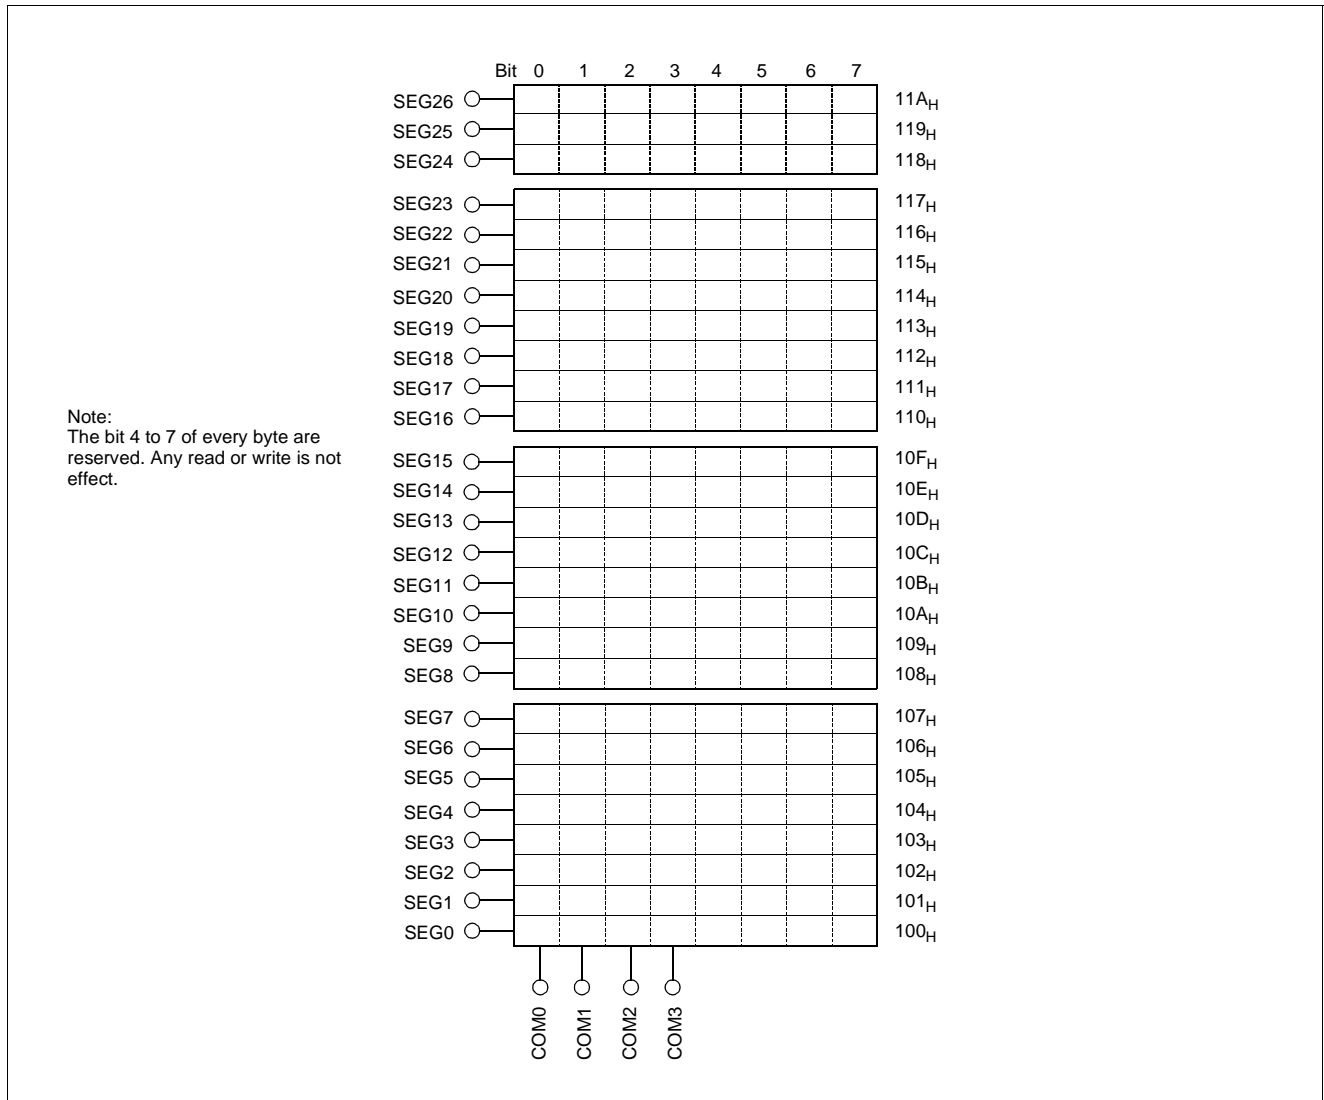 Bit 0 1 2 3 4 5 6 7
SEG26 11AH
SEG25 119H
SEG24 118H
SEG23 117H
SEG22 116H
SEG21 115H
SEG20 114H
SEG19 113H
SEG18 112H
SEG17 111H
SEG16 110H
Note:
The bit 4 to 7 of every byte are
reserved. Any read or write is not
effect.
SEG15 10FH
SEG14 10EH
SEG13 10DH
SEG12 10CH
SEG11 10BH
SEG10 10AH
SEG9 109H
SEG8 108H
SEG7 107H
SEG6 106H
SEG5 105H
SEG4 104H
SEG3 103H
SEG2 102H
SEG1 101H
SEG0 100H
COM0 COM1 COM2 COM3